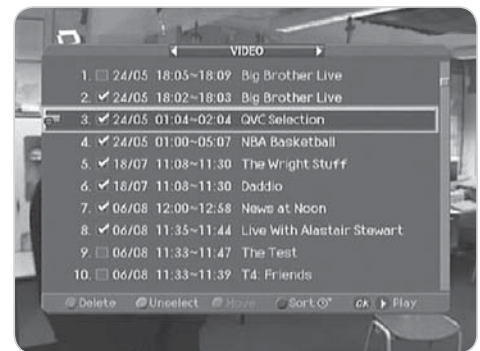 VIDEO
1. 24/05 18:05~18:09 Big Brother Live
2. 24/05 18:02~18:03 Big Brother Live
3. 24/05 01:04~02:04 QVC Selection
4. 24/05 01:00~05:07 NBA Basketball
5. 18/07 11:08~11:30 The Wright Stuff
6. 18/07 11:08~11:30 Daddio
7. 06/08 12:00~12:58 News at Noon
8. 06/08 11:35~11:44 Live With Alastair Stewart
9. 06/08 11:33~11:47 The Test
10. 06/08 11:33~11:39 T4: Friends
Delete Unselect Move Sort OK Play